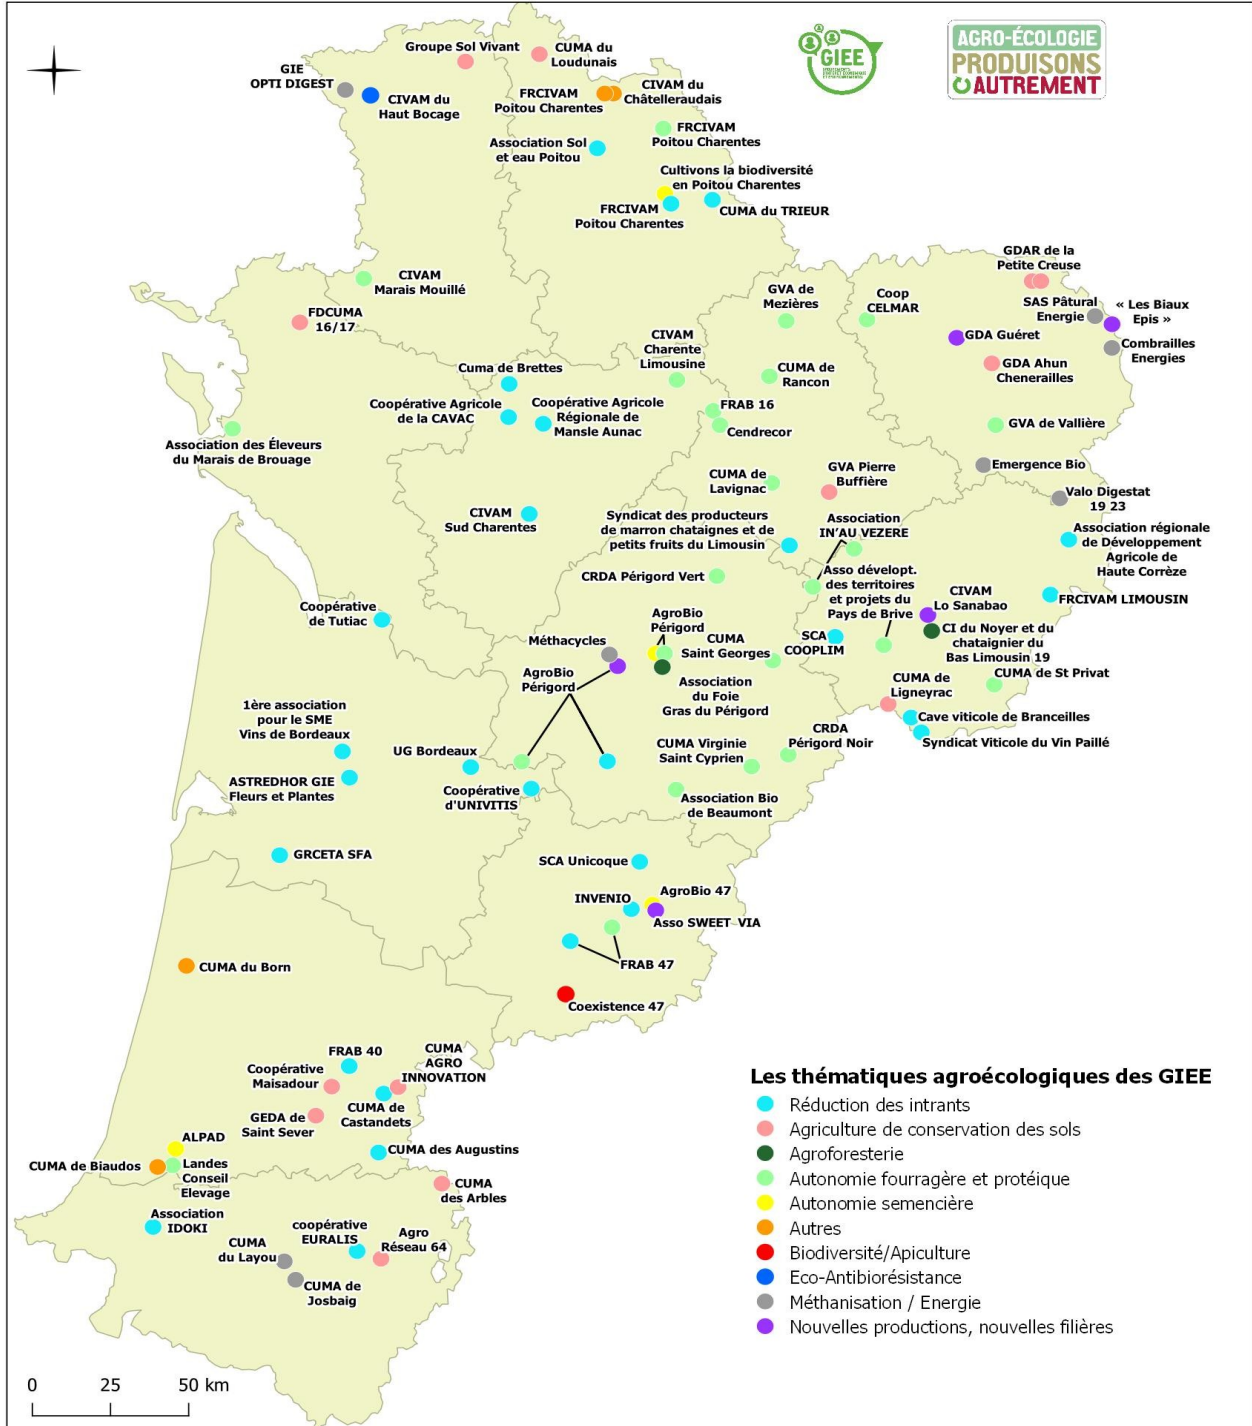 Groupe Sol Vivant
CUMA du
Loudunais
GIEE
AGRO-ÉCOLOGIE
PRODUISONS
AUTREMENT
GIE
OPTI DIGEST
CIVAM du
Haut Bocage
FRCIVAM
Poitou Charentes
CIVAM du
Châtelleraudais
FRCIVAM
Poitou Charentes
Association Sol
et eau Poitou
Cultivons la biodiversité
en Poitou Charentes
FRCIVAM
Poitou Charentes
CUMA du TRIEUR
CIVAM
Marais Mouillé
FDCUMA
16/17
GVA de
Mezières
Coop
CELMAR
GDAR de la
Petite Creuse
SAS Pâtural
Energie
« Les Biaux
Epis »
GDA Guéret
Combrailles
Energies
GDA Ahun
Chenerailles
CIVAM
Charente
Limousine
CUMA de
Rancon
Cuma de Brettes
Coopérative Agricole
de la CAVAC
Coopérative Agricole
Régionale de
Mansle Aunac
FRAB 16
Cendrecor
GVA de Vallière
Association des Éleveurs
du Marais de Brouage
Emergence Bio
CUMA de
Lavignac
GVA Pierre
Buffière
Valo Digestat
19 23
CIVAM
Sud Charentes
Syndicat des producteurs
de marron chataignes et de
petits fruits du Limousin
Association
IN'AU VEZERE
Association régionale
de Développement
Agricole de
Haute Corrèze
CRDA Périgord Vert
Asso dévelopt.
des territoires
et projets du
Pays de Brive
CIVAM
Lo Sanabao
FRCIVAM LIMOUSIN
Coopérative
de Tutiac
Méthacycles
AgroBio
Périgord
CUMA
Saint Georges
SCA
COOPLIM
CI du Noyer et du
chataignier du
Bas Limousin 19
AgroBio
Périgord
Association
du Foie
Gras du Périgord
CUMA de
Ligneyrac
CUMA de St Privat
Cave viticole de Branceilles
Syndicat Viticole du Vin Paillé
1ère association
pour le SME
Vins de Bordeaux
UG Bordeaux
CUMA Virginie
Saint Cyprien
CRDA
Périgord Noir
ASTREDHOR GIE
Fleurs et Plantes
Coopérative
d'UNIVITIS
Association Bio
de Beaumont
GRCETA SFA
SCA Unicoque
INVENIO
AgroBio 47
Asso SWEET VIA
FRAB 47
CUMA du Born
Coexistence 47
FRAB 40
CUMA
AGRO
INNOVATION
Coopérative
Maisadour
GEDA de
Saint Sever
CUMA de
Castandets
ALPAD
CUMA de Biaudos
Landes
Conseil
Elevage
CUMA des Augustins
CUMA
des Arbles
Association
IDOKI
coopérative
EURALIS
Agro
Réseau 64
CUMA
du Layou
CUMA de
Josbaig
Les thématiques agroécologiques des GIEE
Réduction des intrants
Agriculture de conservation des sols
Agroforesterie
Autonomie fourragère et protéique
Autonomie semencière
Autres
Biodiversité/Apiculture
Eco-Antibiorésistance
Méthanisation / Energie
Nouvelles productions, nouvelles filières
0 25 50 km